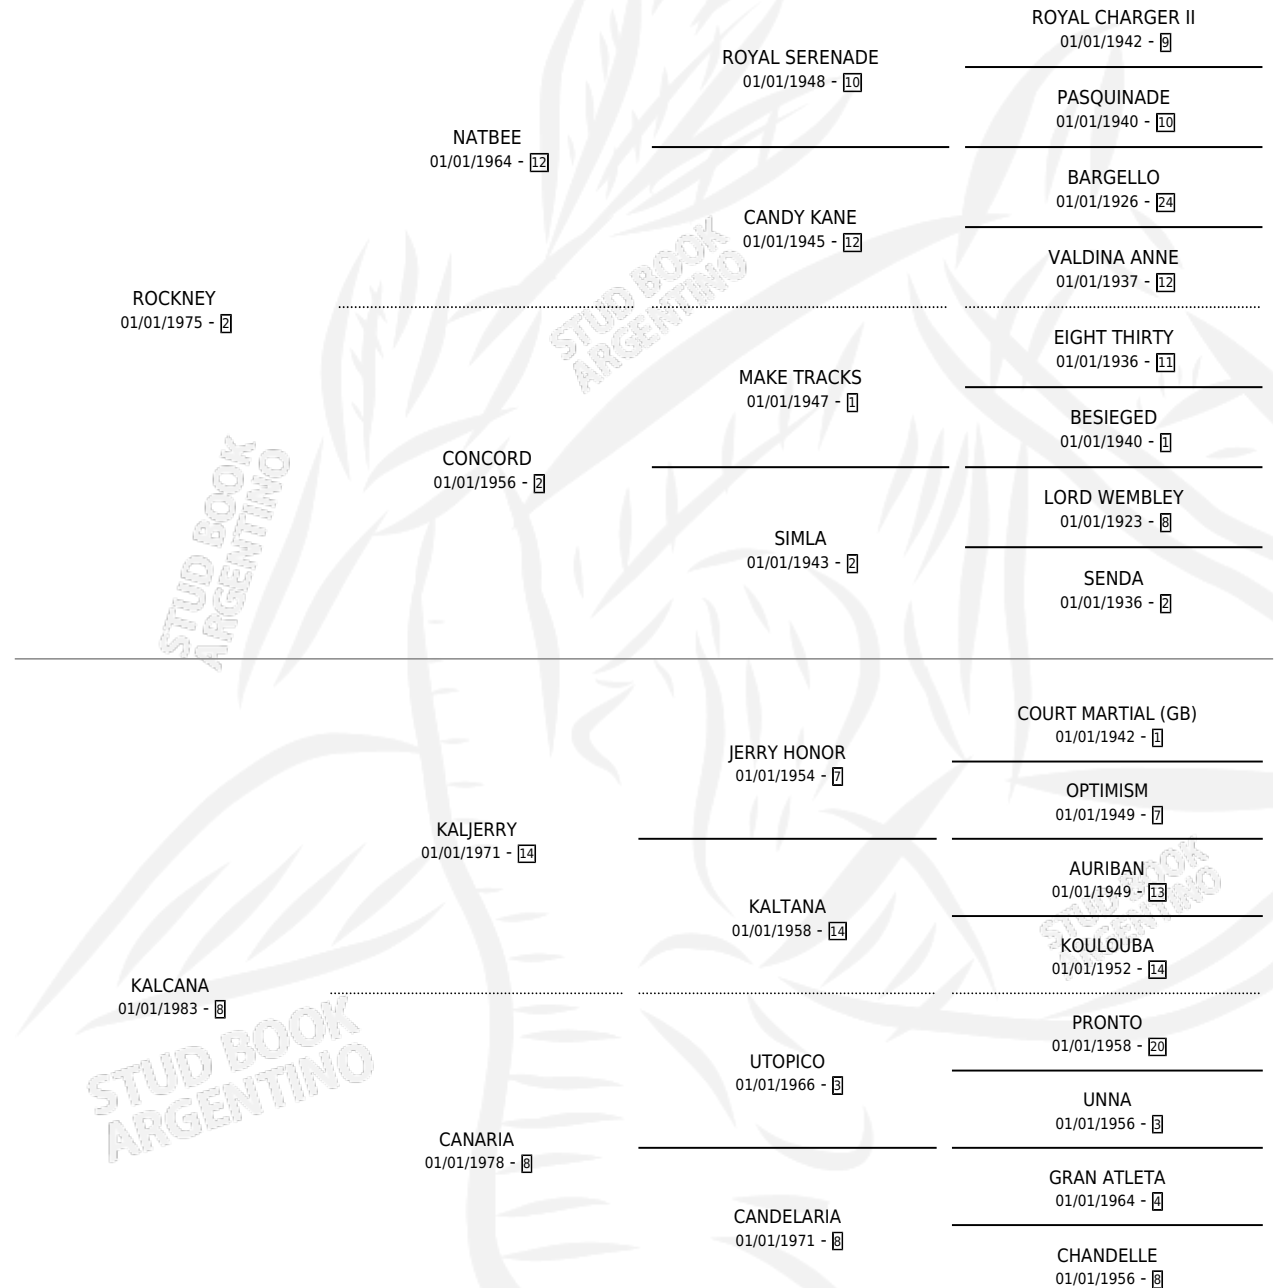 ROYAL CHARGER II
01/01/1942 - 9
ROYAL SERENADE
01/01/1948 - 10
PASQUINADE
01/01/1940 - 10
NATBEE
01/01/1964 - 12
BARGELLO
01/01/1926 - 24
CANDY KANE
01/01/1945 - 12
VALDINA ANNE
01/01/1937 - 12
ROCKNEY
01/01/1975 - 2
EIGHT THIRTY
01/01/1936 - 11
MAKE TRACKS
01/01/1947 - 1
BESIEGED
01/01/1940 - 1
CONCORD
01/01/1956 - 2
LORD WEMBLEY
01/01/1923 - 8
SIMLA
01/01/1943 - 2
SENDA
01/01/1936 - 2
STUD BOOK
ARGENTINO
STUD BOOK
ARGENTINO
COURT MARTIAL (GB)
01/01/1942 - 1
JERRY HONOR
01/01/1954 - 7
OPTIMISM
01/01/1949 - 7
KALJERRY
01/01/1971 - 14
AURIBAN
01/01/1949 - 13
KALTANA
01/01/1958 - 14
KOULOUBA
01/01/1952 - 14
KALCANA
01/01/1983 - 8
PRONTO
01/01/1958 - 20
UTOPICO
01/01/1966 - 3
UNNA
01/01/1956 - 3
CANARIA
01/01/1978 - 8
GRAN ATLETA
01/01/1964 - 4
CANDELARIA
01/01/1971 - 8
CHANDELLE
01/01/1956 - 8
STUD BOOK
ARGENTINO
STUD BOOK
ARGENTINO